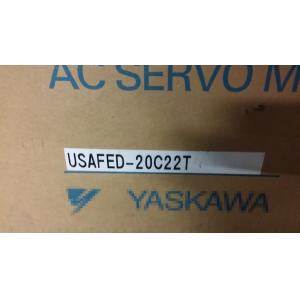 AC SERVO M
USAFED-20C22T
YASKAWA